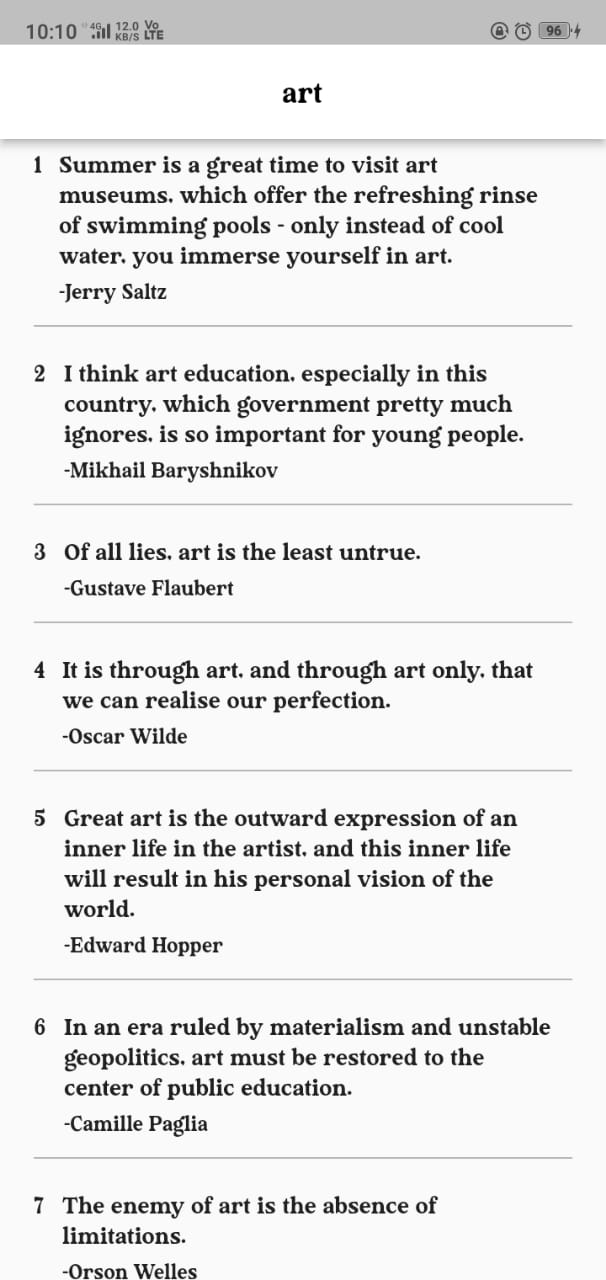 10:10 4G 12.0 KB/S Vo LTE 96
art
1 Summer is a great time to visit art
museums. which offer the refreshing rinse
of swimming pools - only instead of cool
water. you immerse yourself in art.
-Jerry Saltz
2 I think art education. especially in this
country. which government pretty much
ignores. is so important for young people.
-Mikhail Baryshnikov
3 Of all lies. art is the least untrue.
-Gustave Flaubert
4 It is through art. and through art only. that
we can realise our perfection.
-Oscar Wilde
5 Great art is the outward expression of an
inner life in the artist. and this inner life
will result in his personal vision of the
world.
-Edward Hopper
6 In an era ruled by materialism and unstable
geopolitics. art must be restored to the
center of public education.
-Camille Paglia
7 The enemy of art is the absence of
limitations.
-Orson Welles